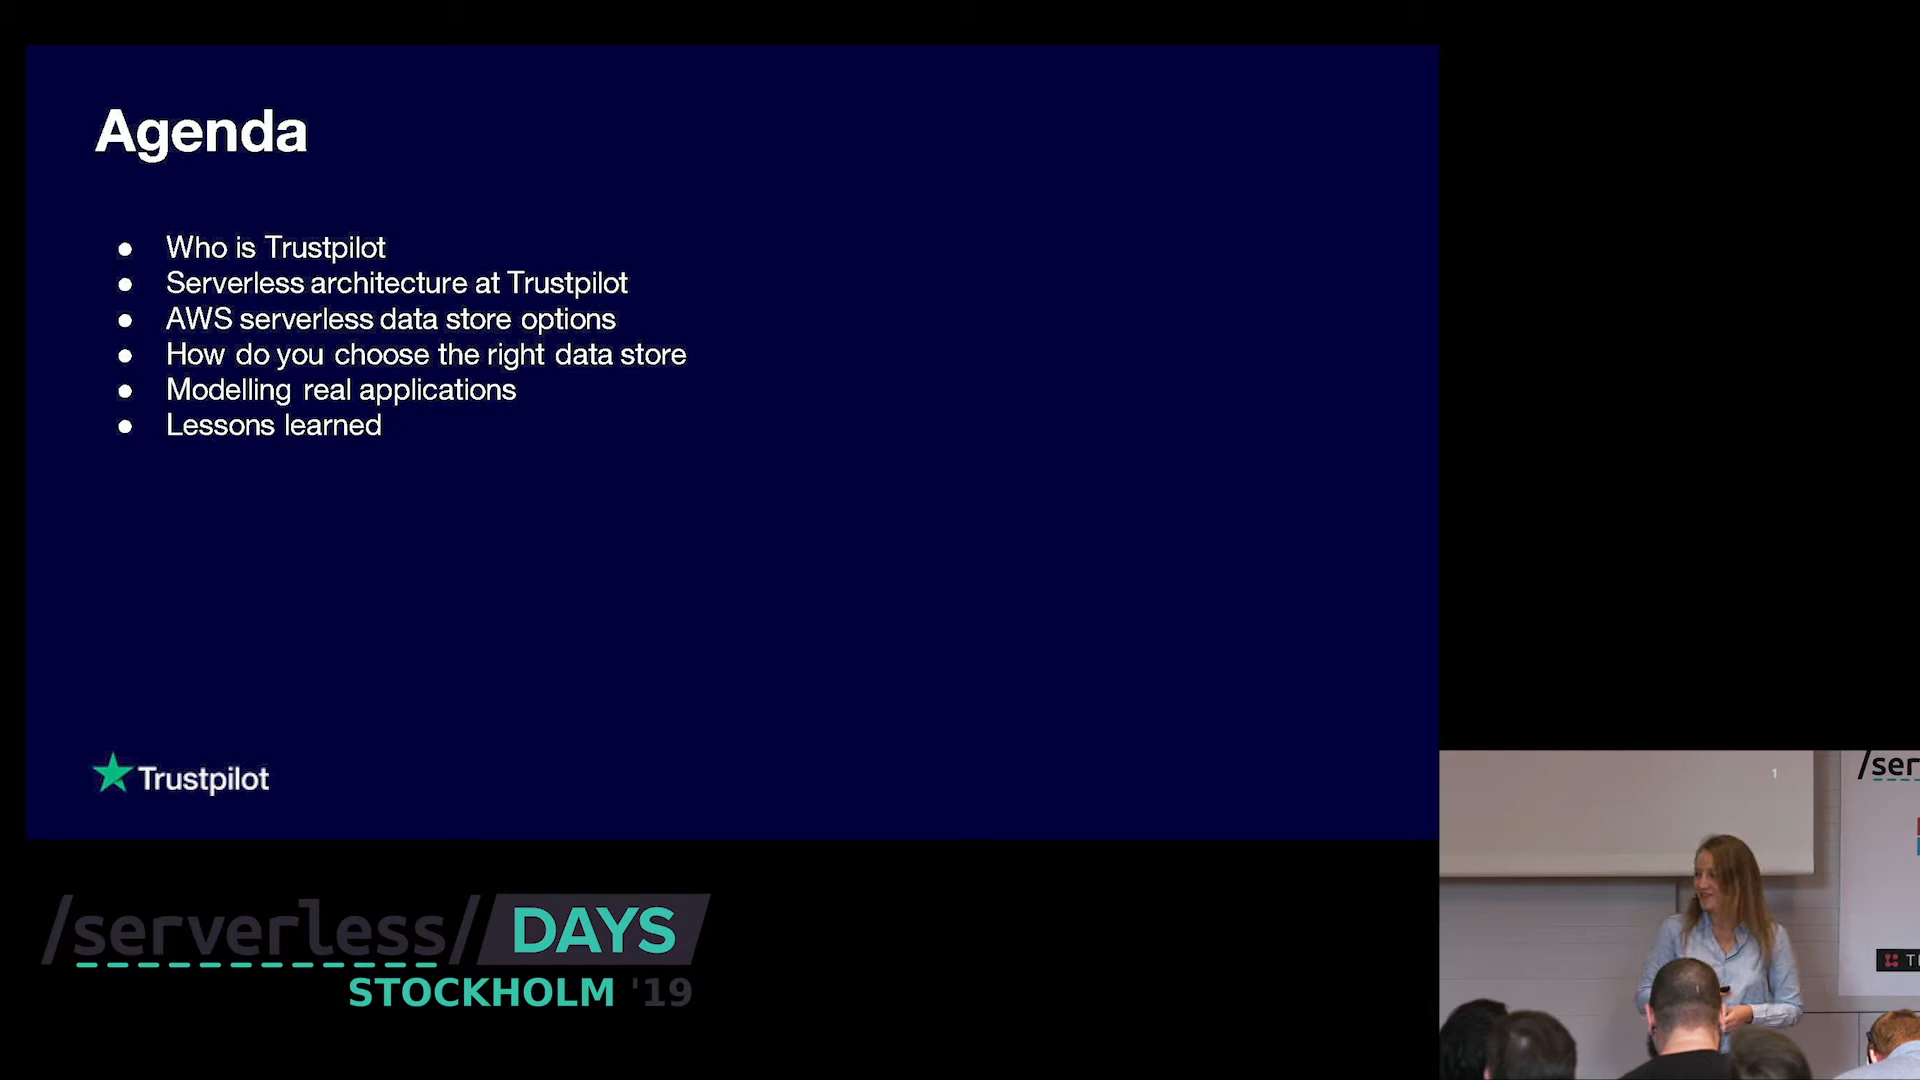 Agenda
● Who is Trustpilot
● Serverless architecture at Trustpilot
● AWS serverless data store options
● How do you choose the right data store
● Modelling real applications
● Lessons learned
Trustpilot
/serverless/ DAYS
STOCKHOLM '19
1
/ser